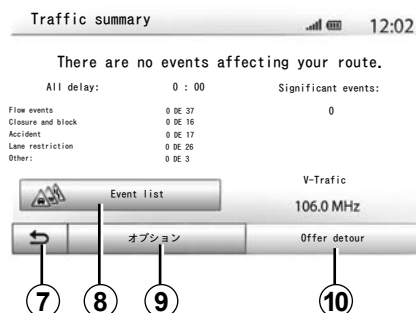 Traffic summary
12:02
There are no events affecting your route.
All delay: 0 : 00 Significant events:
Flow events 0 DE 37 0
Closure and block 0 DE 16
Accident 0 DE 17
Lane restriction 0 DE 26
Other: 0 DE 3
Event list
V-Trafic
106.0 MHz
オプション Offer detour
7 8 9 10